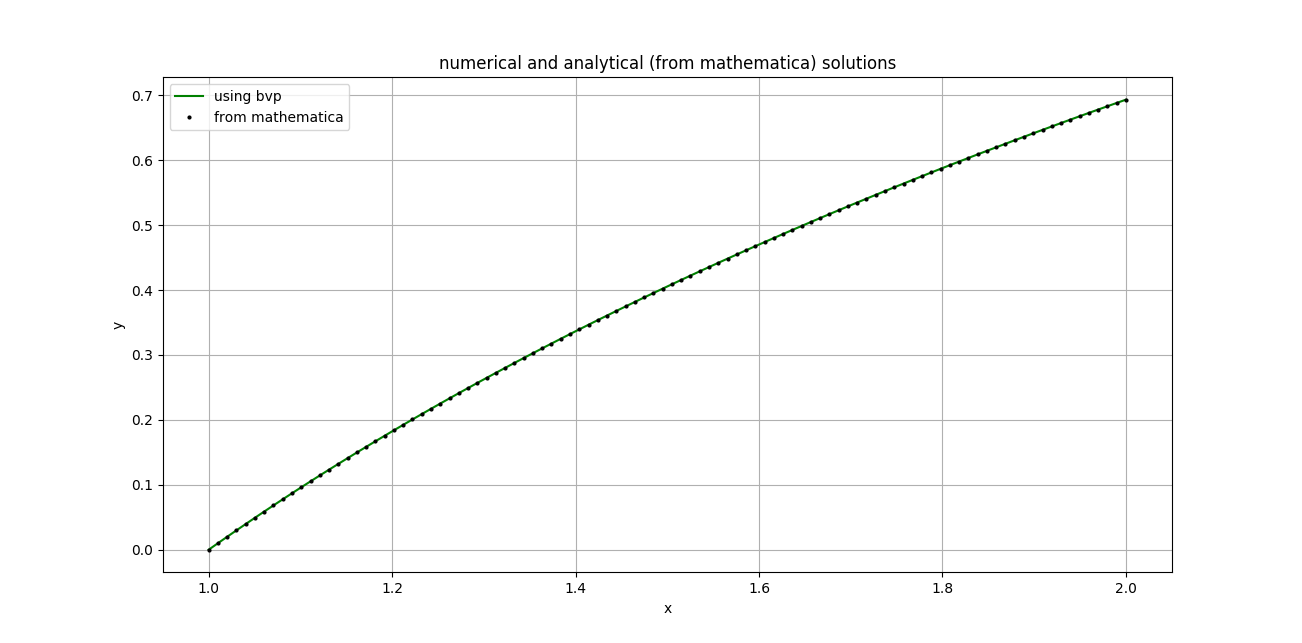 numerical and analytical (from mathematica) solutions
using bvp
from mathematica
0.7
0.6
0.5
0.4
0.3
0.2
0.1
0.0
y
1.0 1.2 1.4 1.6 1.8 2.0
x